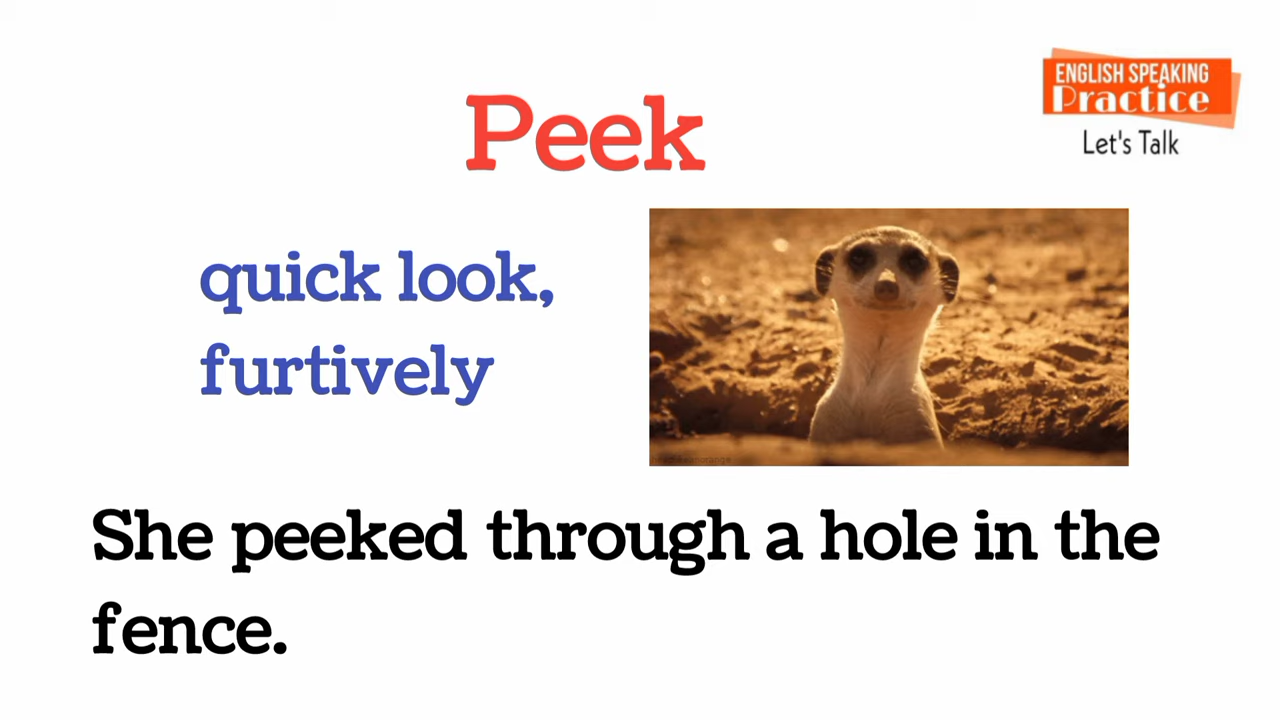 ENGLISH SPEAKING
Practice
Let's Talk
Peek
quick look,
furtively
She peeked through a hole in the
fence.